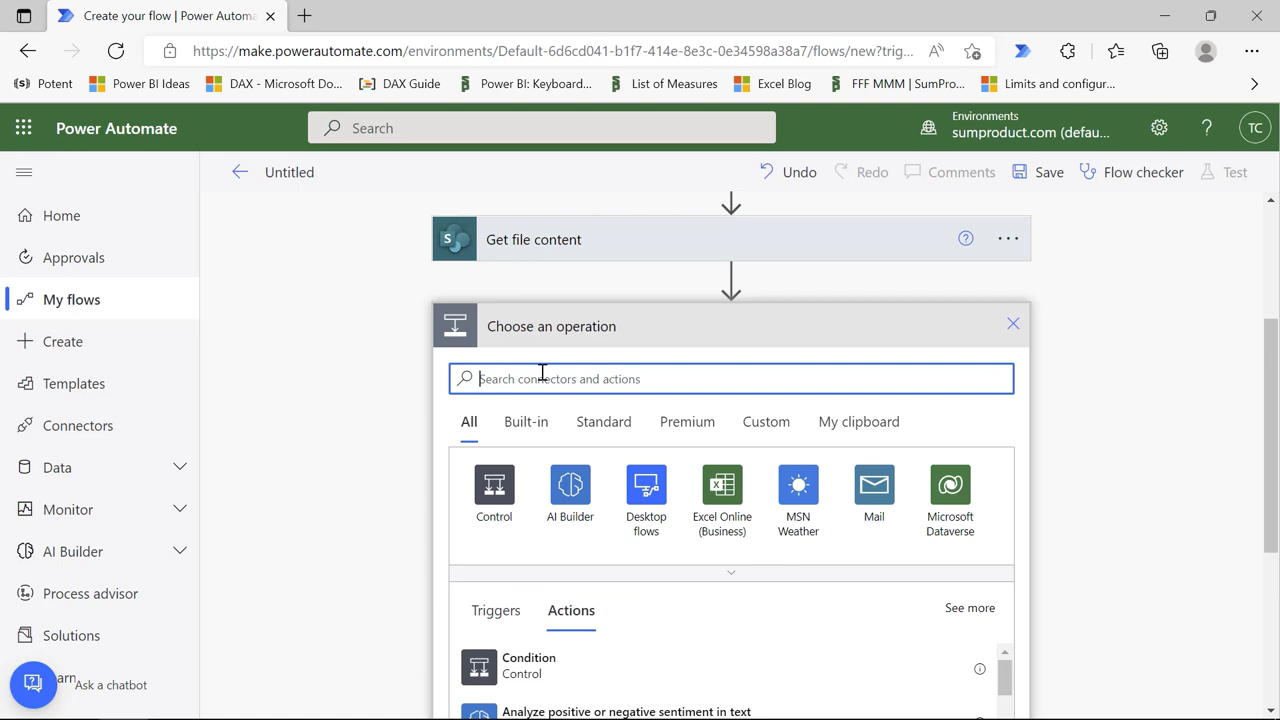 Create your flow | Power Automa
https://make.powerautomate.com/environments/Default-6d6cd041-b1f7-414e-8e3c-0e34598a38a7/flows/new?trig...
Potent
Power BI Ideas
DAX - Microsoft Do...
DAX Guide
Power BI: Keyboard...
List of Measures
Excel Blog
FFF MMM | SumPro...
Limits and configur...
Power Automate
Search
Environments
sumproduct.com (defau...
TC
Untitled
Undo
Redo
Comments
Save
Flow checker
Test
Home
Approvals
My flows
Create
Templates
Connectors
Data
Monitor
AI Builder
Process advisor
Solutions
arn
Ask a chatbot
S
Get file content
Choose an operation
Search connectors and actions
All
Built-in
Standard
Premium
Custom
My clipboard
Control
AI Builder
Desktop
flows
Excel Online
(Business)
MSN
Weather
Mail
Microsoft
Dataverse
Triggers
Actions
See more
Condition
Control
Analyze positive or negative sentiment in text